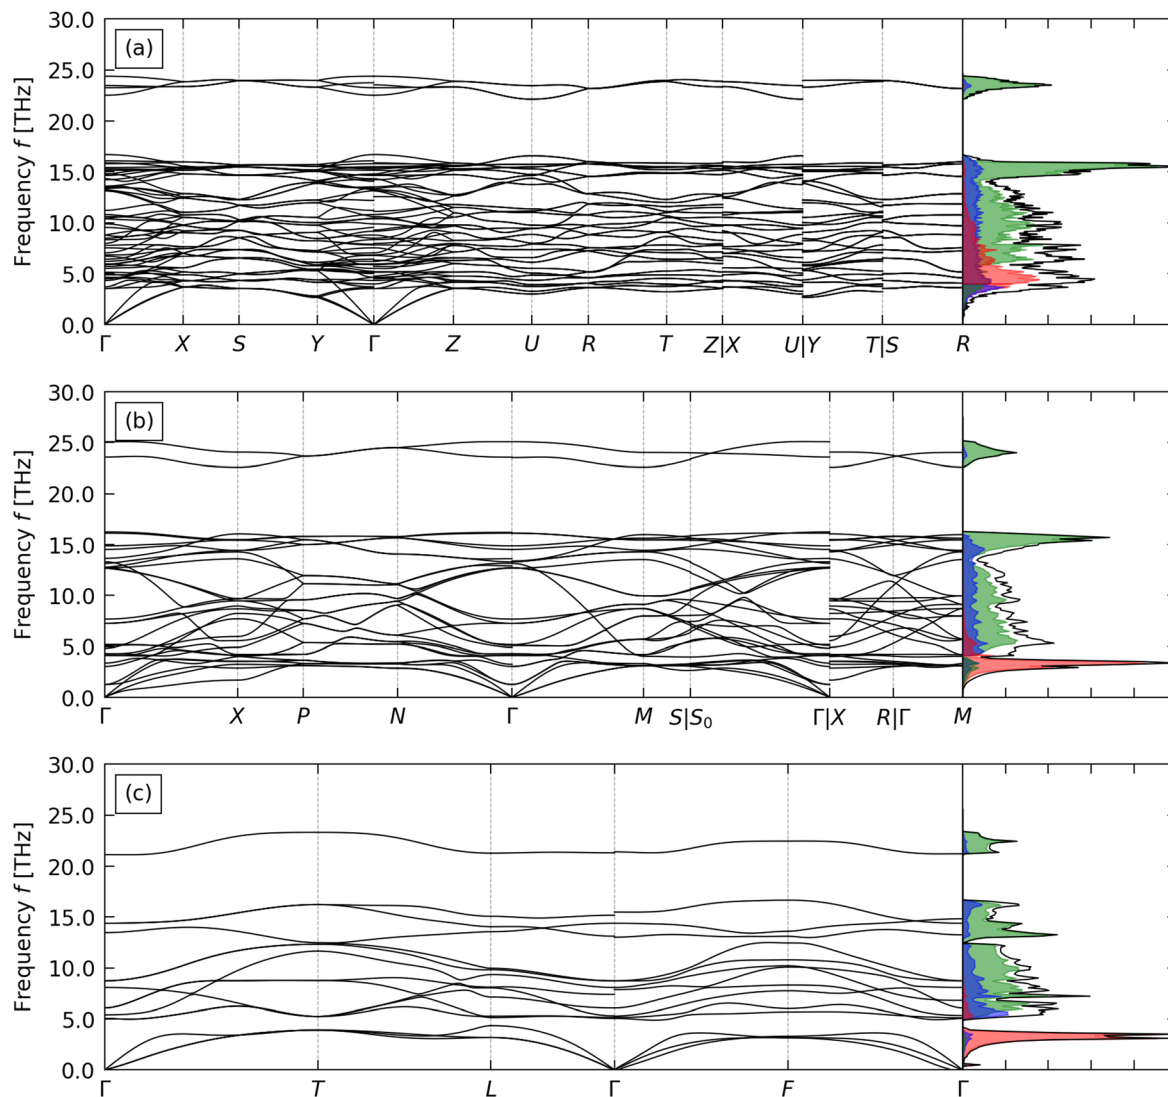 (a)
Frequency f [THz]
30.0
25.0
20.0
15.0
10.0
5.0
0.0
Γ X S Y Γ Z U R T Z|X U|Y T|S R
(b)
Frequency f [THz]
30.0
25.0
20.0
15.0
10.0
5.0
0.0
Γ X P N Γ M S|S₀ Γ|X R|Γ M
(c)
Frequency f [THz]
30.0
25.0
20.0
15.0
10.0
5.0
0.0
Γ T L Γ F Γ